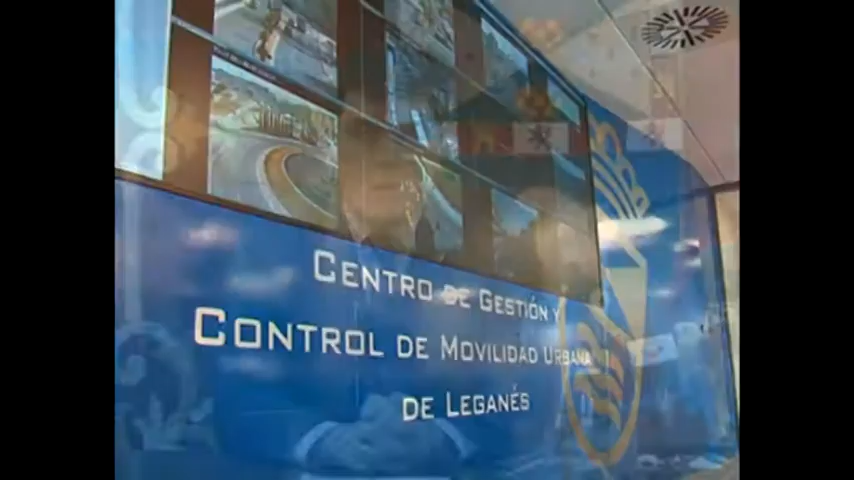 CENTRO DE GESTIÓN Y
CONTROL DE MOVILIDAD URBANA
DE LEGANÉS